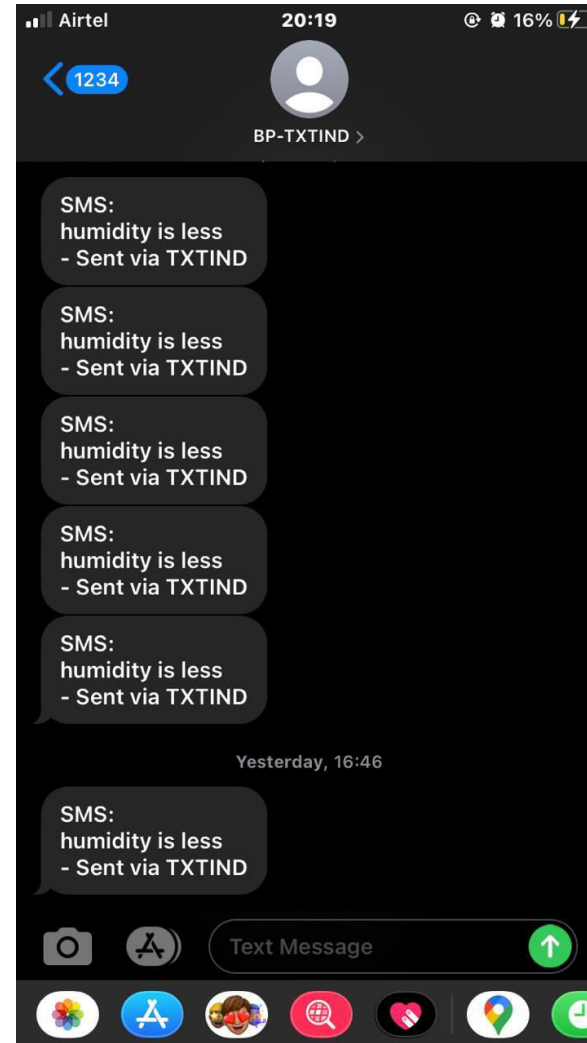 Airtel
20:19
16%
1234
BP-TXTIND >
SMS:
humidity is less
- Sent via TXTIND
SMS:
humidity is less
- Sent via TXTIND
SMS:
humidity is less
- Sent via TXTIND
SMS:
humidity is less
- Sent via TXTIND
SMS:
humidity is less
- Sent via TXTIND
Yesterday, 16:46
SMS:
humidity is less
- Sent via TXTIND
Text Message